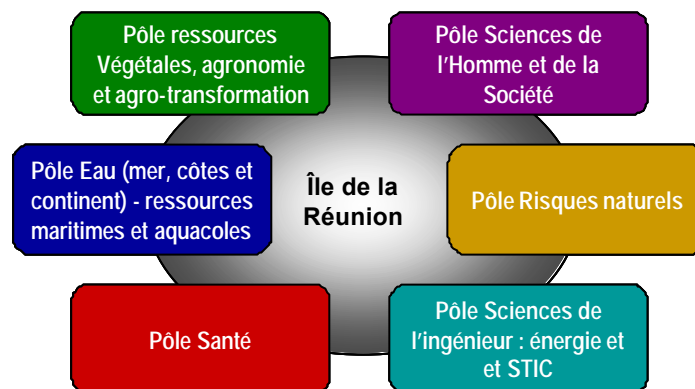 Pôle ressources
Végétales, agronomie
et agro-transformation
Pôle Sciences de
l'Homme et de la
Société
Pôle Eau (mer, côtes et
continent) - ressources
maritimes et aquacoles
Île de la
Réunion
Pôle Risques naturels
Pôle Santé
Pôle Sciences de
l'ingénieur : énergie et
et STIC